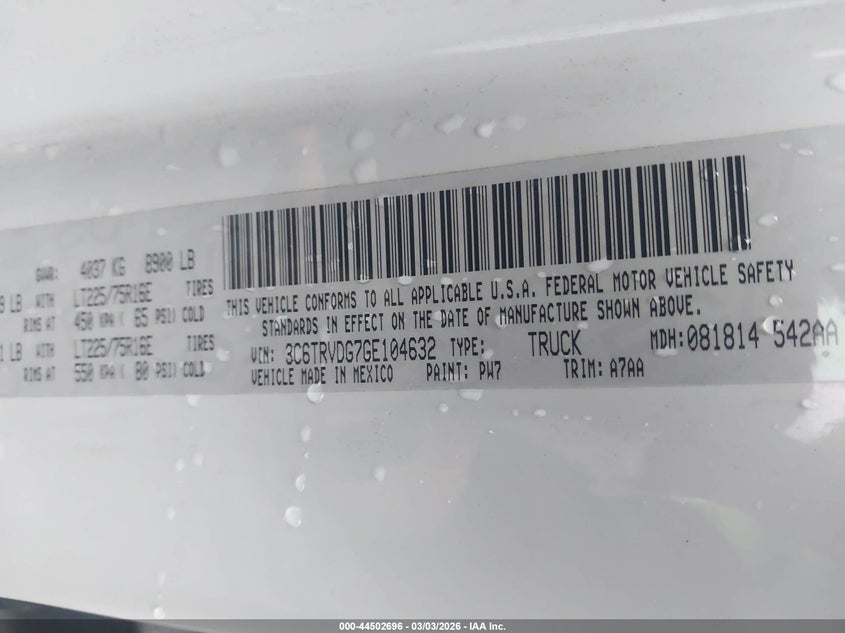 GVWR: 4037 KG 8900 LB
9 LB WITH LT225/75R16E TIRES
RIMS AT 450 KPA ( 65 PSI) COLD
1 LB WITH LT225/75R16E TIRES
RIMS AT 550 KPA ( 80 PSI) COLD
THIS VEHICLE CONFORMS TO ALL APPLICABLE U.S.A. FEDERAL MOTOR VEHICLE SAFETY
STANDARDS IN EFFECT ON THE DATE OF MANUFACTURE SHOWN ABOVE.
VIN: 3C6TRVDG7GE104632 TYPE: TRUCK MDH: 081814 542AA
VEHICLE MADE IN MEXICO PAINT: PW7 TRIM: A7AA
000-44502696 - 03/03/2026 - IAA Inc.